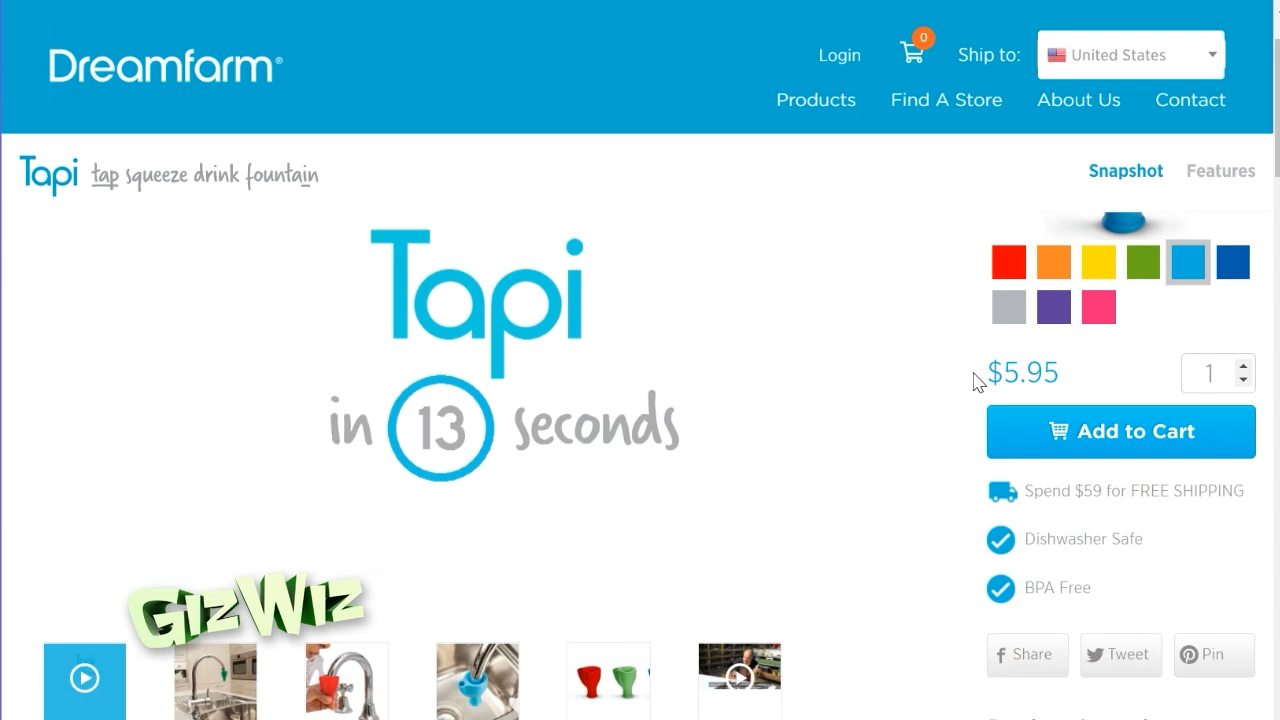 Dreamfarm®
Login
0
Ship to:
United States
Products
Find A Store
About Us
Contact
Tapi tap squeeze drink fountain
Snapshot
Features
Tapi
in 13 seconds
$5.95
1
Add to Cart
Spend $59 for FREE SHIPPING
Dishwasher Safe
BPA Free
GizWiz
Share
Tweet
Pin